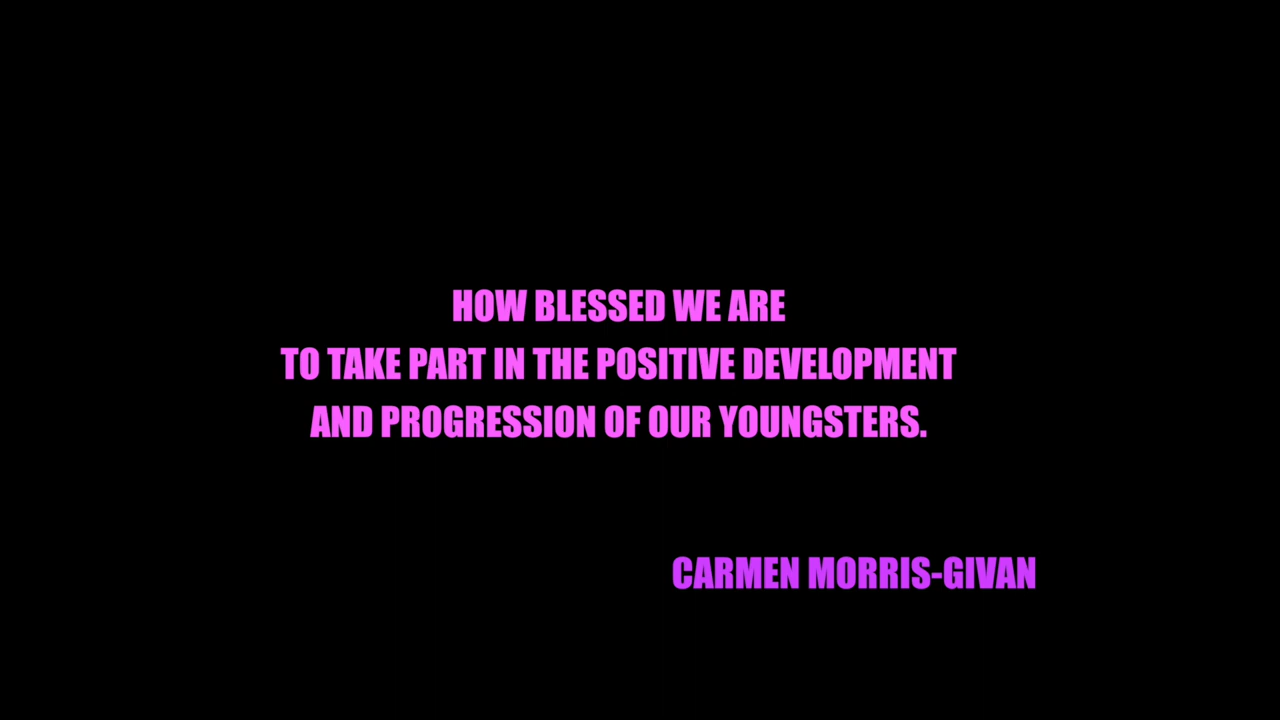 HOW BLESSED WE ARE
TO TAKE PART IN THE POSITIVE DEVELOPMENT
AND PROGRESSION OF OUR YOUNGSTERS.
CARMEN MORRIS-GIVAN